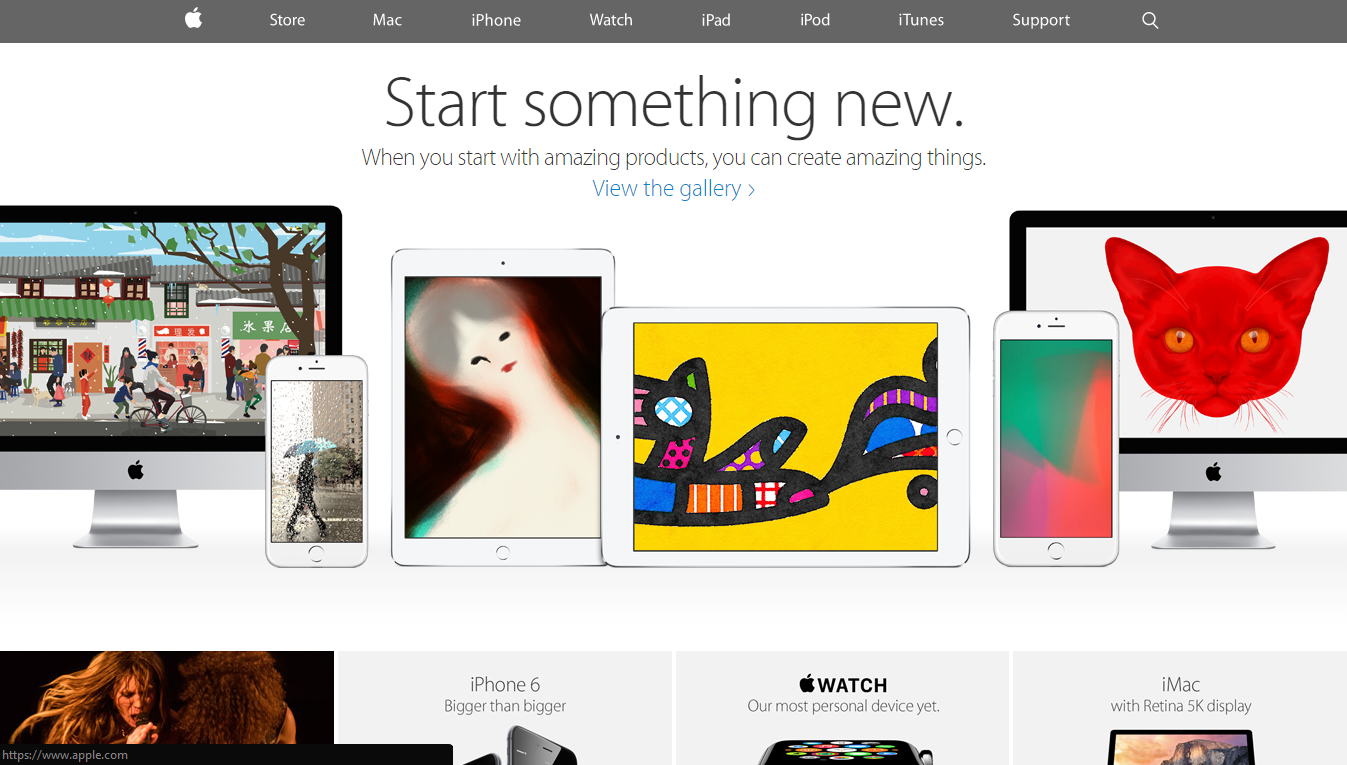 Store
Mac
iPhone
Watch
iPad
iPod
iTunes
Support
Start something new.
When you start with amazing products, you can create amazing things.
View the gallery >
理发
水果店
iPhone 6
Bigger than bigger
WATCH
Our most personal device yet.
iMac
with Retina 5K display
https://www.apple.com